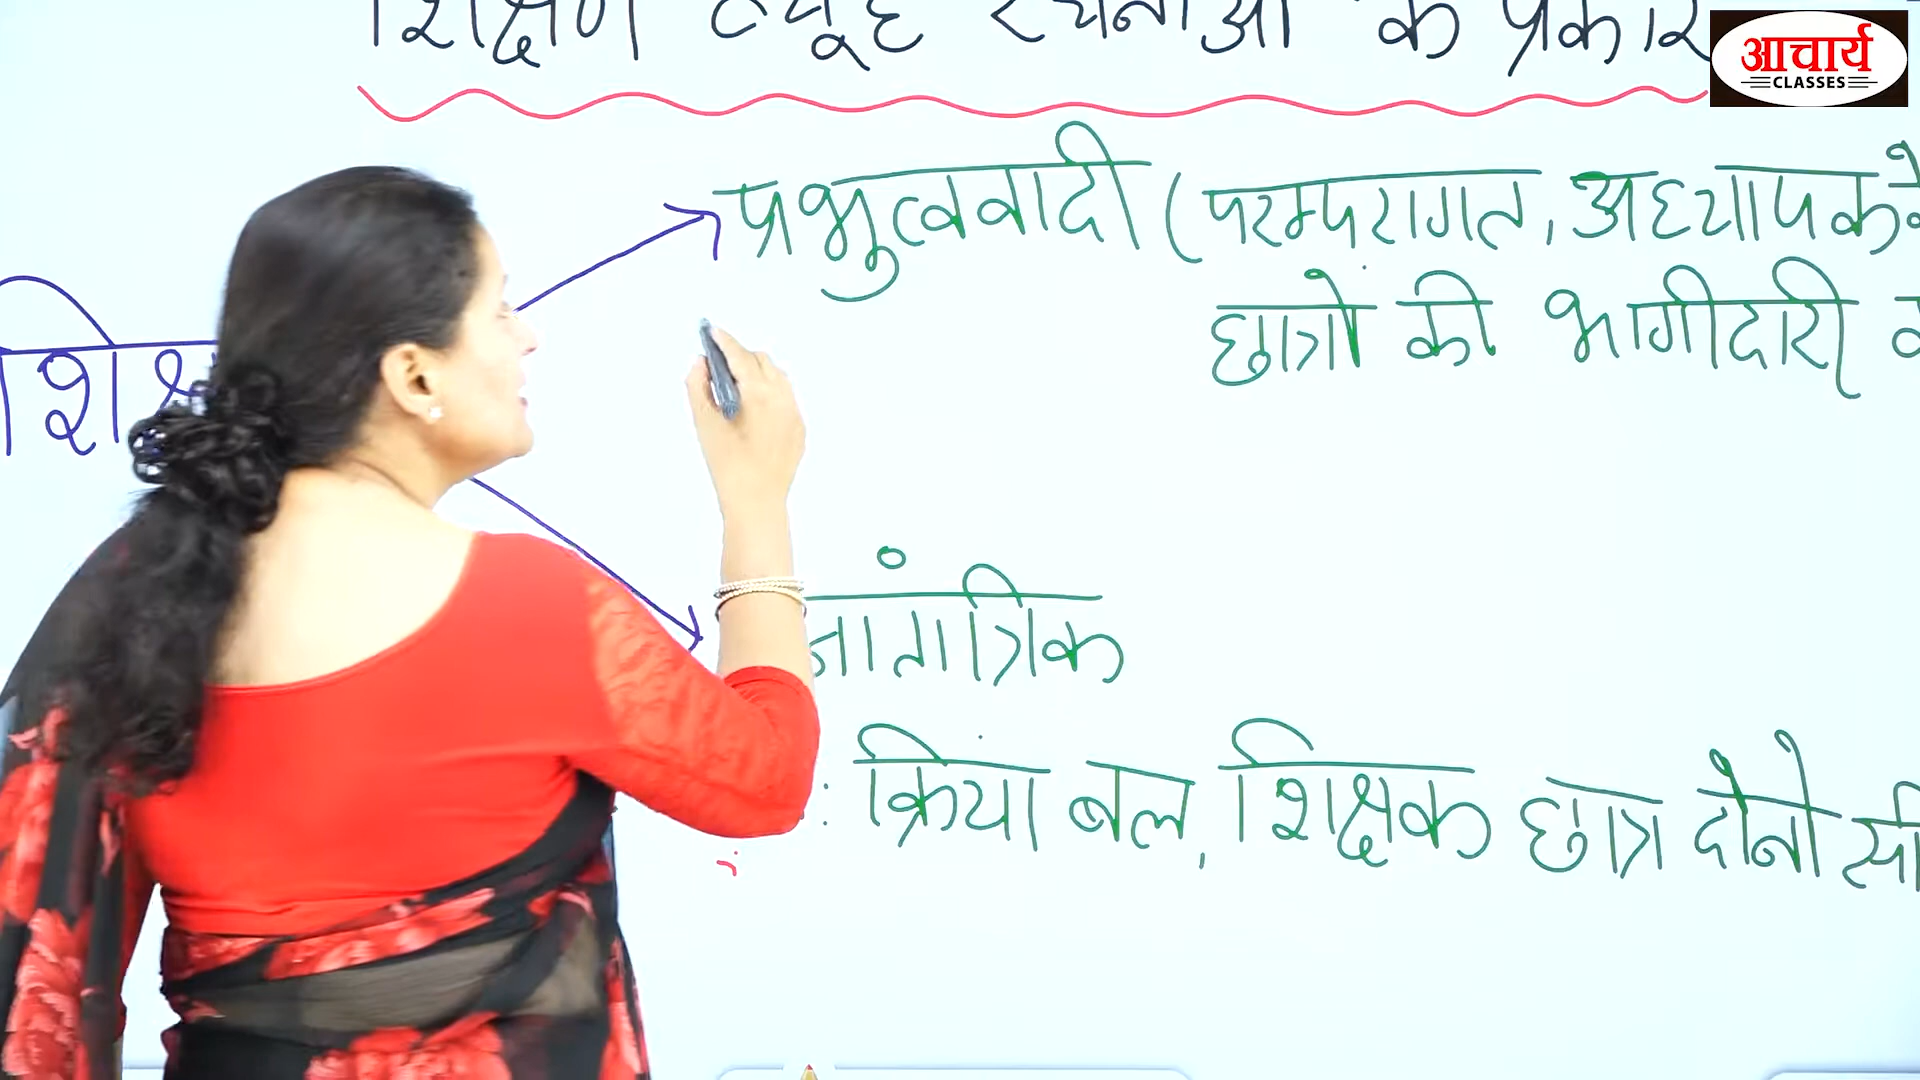 शिक्षण व्यूह रचनाओं के प्रकार
आचार्य
CLASSES
प्रभुत्ववादी (परम्परागत, अध्यापक के
छात्रों की भागीदारी
: क्रिया बल, शिक्षक छात्र दोनों